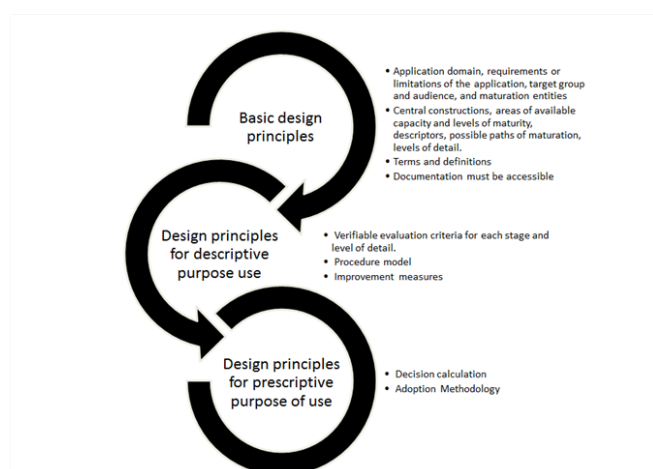 Basic design
principles
• Application domain, requirements or
limitations of the application, target group
and audience, and maturation entities
• Central constructions, areas of available
capacity and levels of maturity,
descriptors, possible paths of maturation,
levels of detail.
• Terms and definitions
• Documentation must be accessible
Design principles
for descriptive
purpose use
• Verifiable evaluation criteria for each stage and
level of detail.
• Procedure model
• Improvement measures
Design principles
for prescriptive
purpose of use
• Decision calculation
• Adoption Methodology